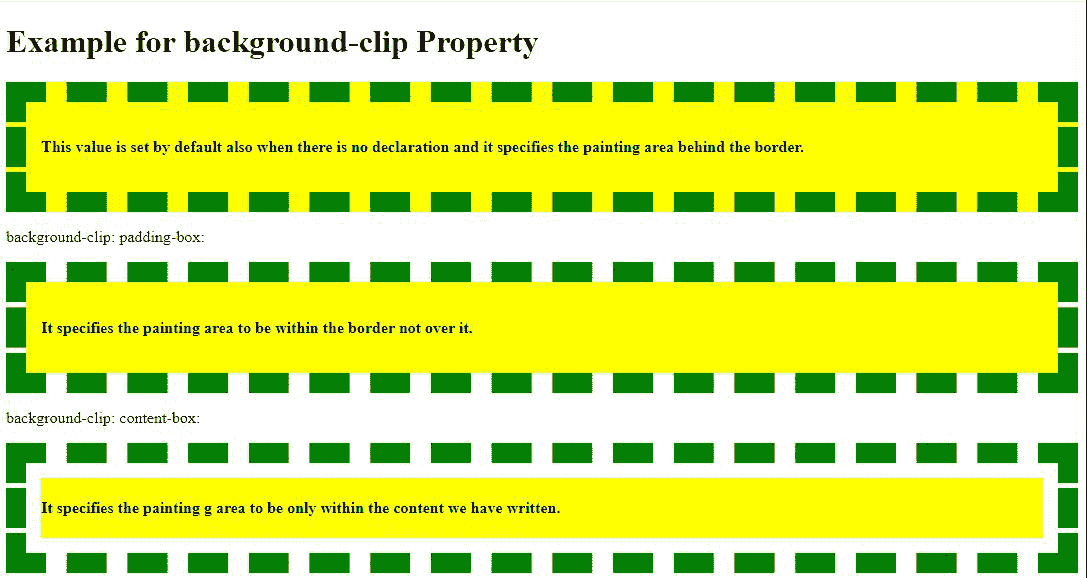 Example for background-clip Property
This value is set by default also when there is no declaration and it specifies the painting area behind the border.
background-clip: padding-box:
It specifies the painting area to be within the border not over it.
background-clip: content-box:
It specifies the painting g area to be only within the content we have written.